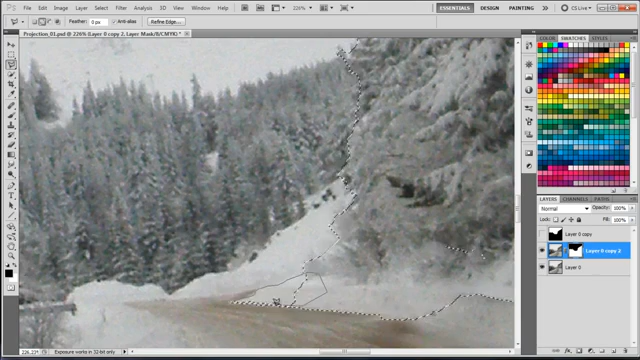 File Edit Image Layer Select Filter Analysis 3D View Window Help
226%
ESSENTIALS DESIGN PAINTING
CS Live
Feather: 0 px Anti-alias Refine Edge...
Projection_01.psd @ 226% (Layer 0 copy 2, Layer Mask/8/CMYK) *
COLOR SWATCHES STYLES
LAYERS CHANNELS PATHS
Normal Opacity: 100%
Lock: Fill: 100%
Layer 0 copy
Layer 0 copy 2
Layer 0
226.23% Exposure works in 32-bit only